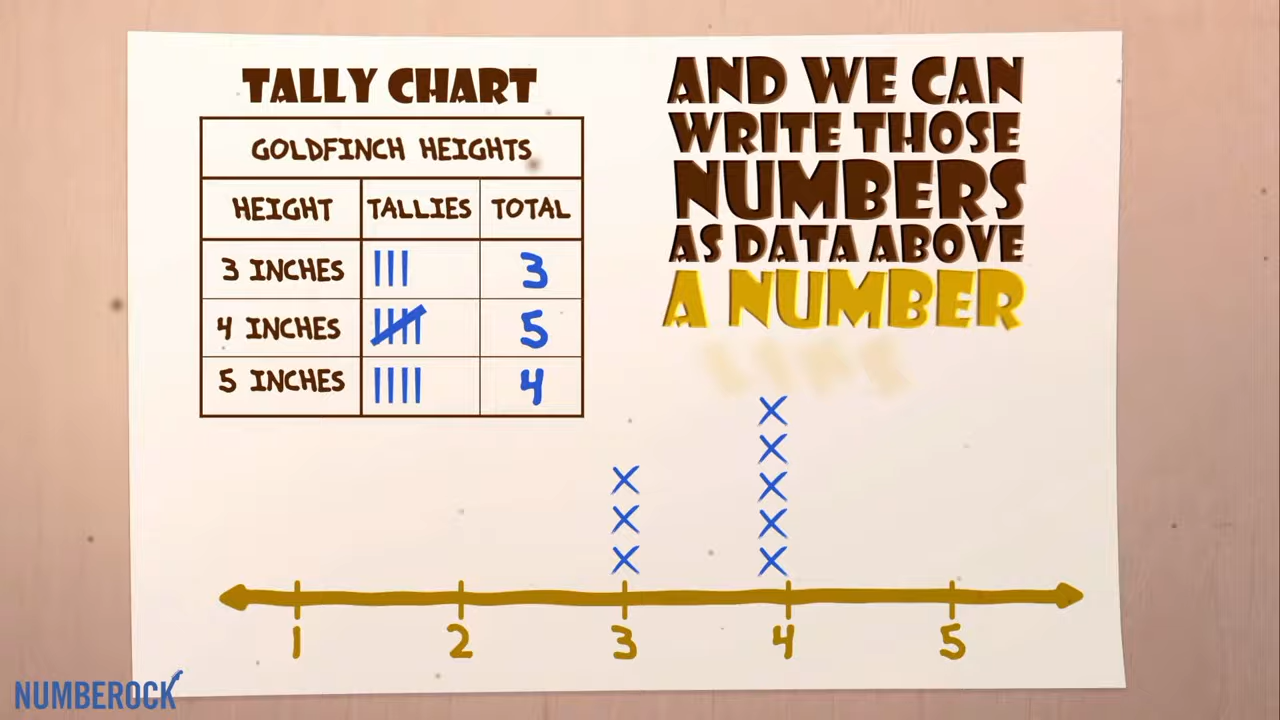 TALLY CHART
GOLDFINCH HEIGHTS
HEIGHT TALLIES TOTAL
3 INCHES 3
4 INCHES 5
5 INCHES 4
AND WE CAN
WRITE THOSE
NUMBERS
AS DATA ABOVE
A NUMBER
1 2 3 4 5
NUMBEROCK